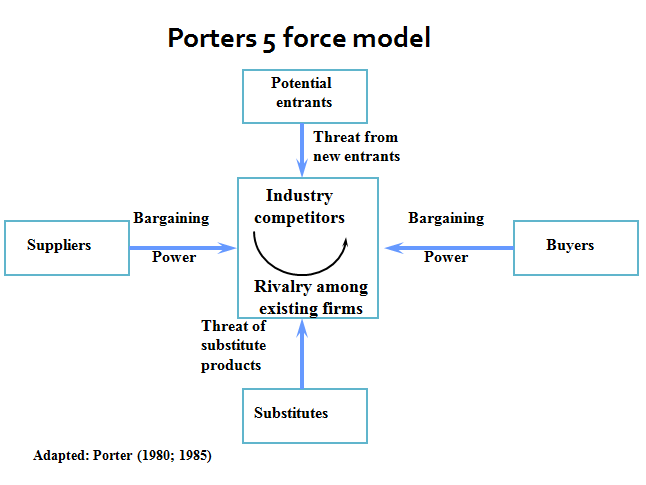 Porters 5 force model
Potential
entrants
Threat from
new entrants
Industry
competitors
Bargaining
Power
Suppliers
Bargaining
Power
Buyers
Rivalry among
existing firms
Threat of
substitute
products
Substitutes
Adapted: Porter (1980; 1985)